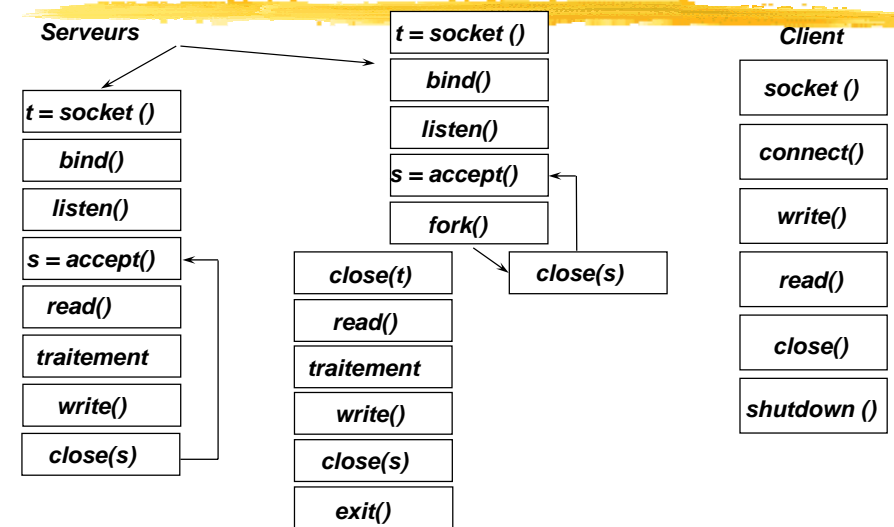 Serveurs
t = socket ()
bind()
listen()
s = accept()
read()
traitement
write()
close(s)
t = socket ()
bind()
listen()
s = accept()
fork()
close(s)
close(t)
read()
traitement
write()
close(s)
exit()
Client
socket ()
connect()
write()
read()
close()
shutdown ()